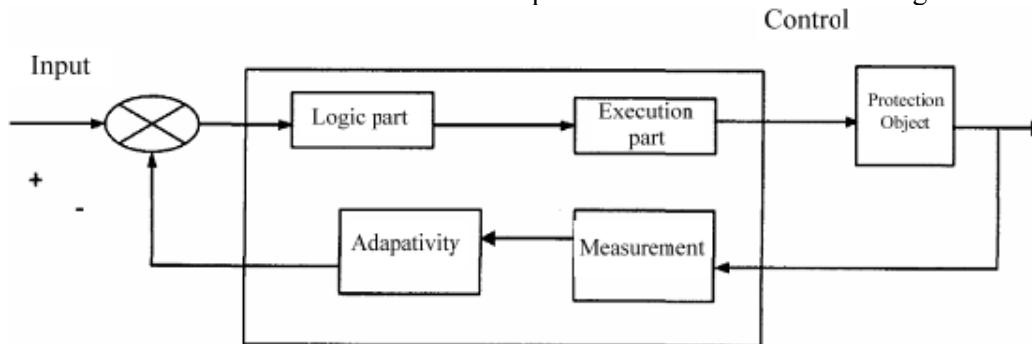 Control
Input
Logic part
Execution
part
Protection
Object
+
-
Adapativity
Measurement